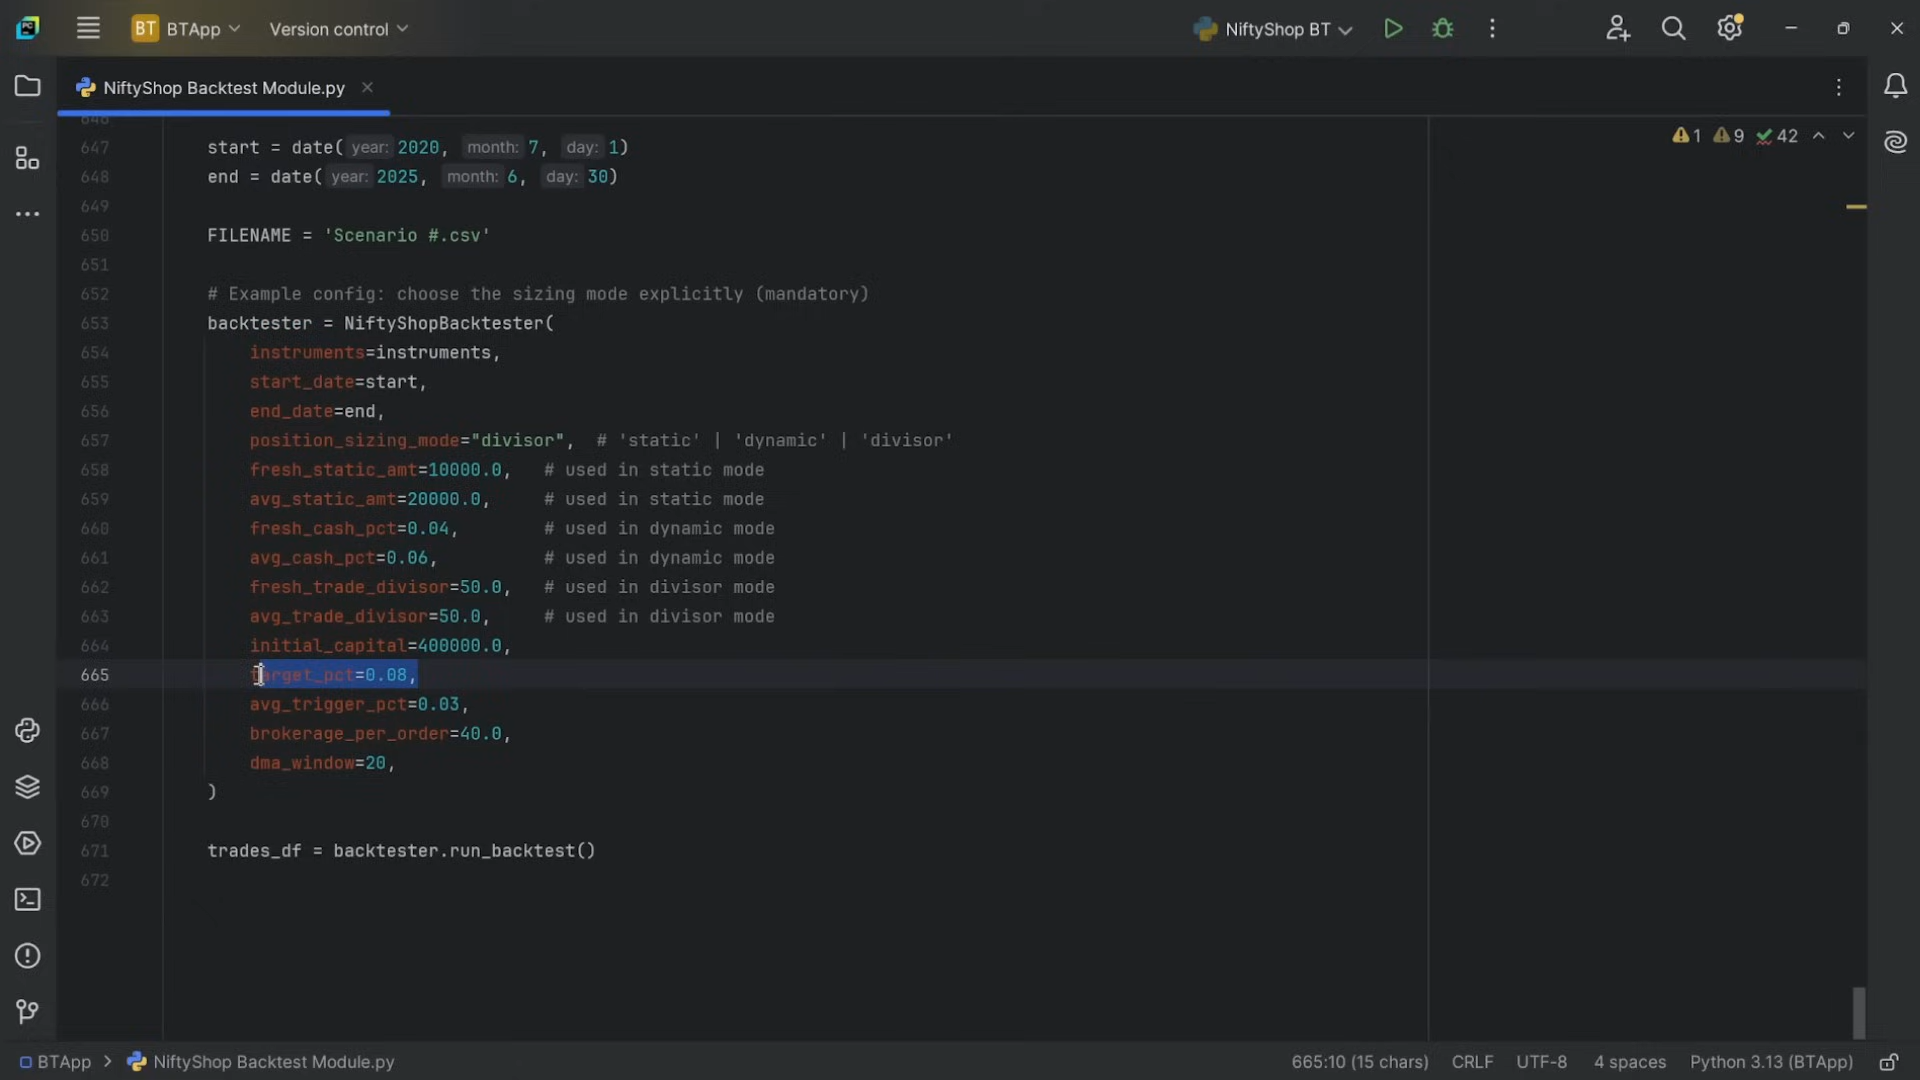 PC
BT BTApp Version control NiftyShop BT
NiftyShop Backtest Module.py
1 9 42
647 start = date( year: 2020, month: 7, day: 1)
648 end = date( year: 2025, month: 6, day: 30)
649
650 FILENAME = 'Scenario #.csv'
651
652 # Example config: choose the sizing mode explicitly (mandatory)
653 backtester = NiftyShopBacktester(
654 instruments=instruments,
655 start_date=start,
656 end_date=end,
657 position_sizing_mode="divisor", # 'static' | 'dynamic' | 'divisor'
658 fresh_static_amt=10000.0, # used in static mode
659 avg_static_amt=20000.0, # used in static mode
660 fresh_cash_pct=0.04, # used in dynamic mode
661 avg_cash_pct=0.06, # used in dynamic mode
662 fresh_trade_divisor=50.0, # used in divisor mode
663 avg_trade_divisor=50.0, # used in divisor mode
664 initial_capital=400000.0,
665 target_pct=0.08,
666 avg_trigger_pct=0.03,
667 brokerage_per_order=40.0,
668 dma_window=20,
669 )
670
671 trades_df = backtester.run_backtest()
672
BTApp > NiftyShop Backtest Module.py 665:10 (15 chars) CRLF UTF-8 4 spaces Python 3.13 (BTApp)